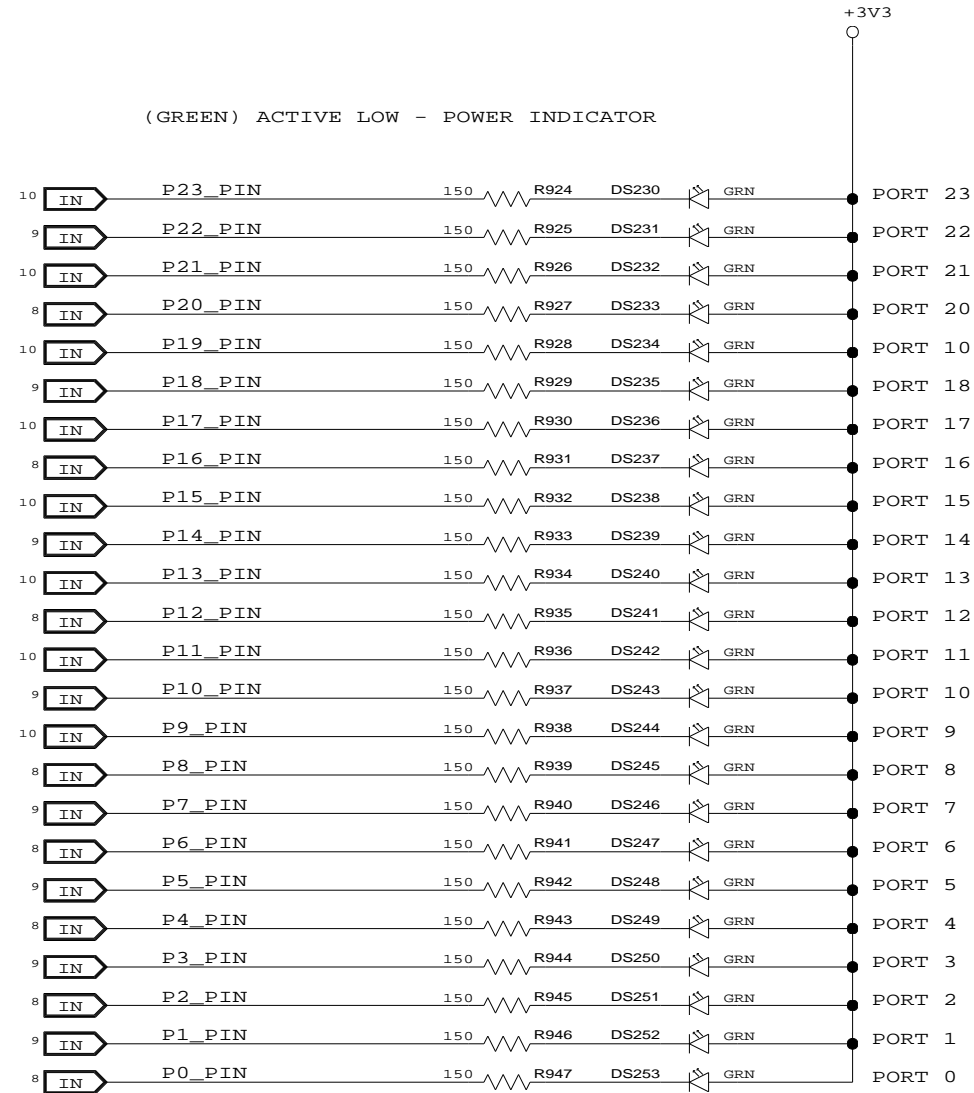 +3V3
(GREEN) ACTIVE LOW - POWER INDICATOR
10 IN P23_PIN 150 R924 DS230 GRN PORT 23
9 IN P22_PIN 150 R925 DS231 GRN PORT 22
10 IN P21_PIN 150 R926 DS232 GRN PORT 21
8 IN P20_PIN 150 R927 DS233 GRN PORT 20
10 IN P19_PIN 150 R928 DS234 GRN PORT 10
9 IN P18_PIN 150 R929 DS235 GRN PORT 18
10 IN P17_PIN 150 R930 DS236 GRN PORT 17
8 IN P16_PIN 150 R931 DS237 GRN PORT 16
10 IN P15_PIN 150 R932 DS238 GRN PORT 15
9 IN P14_PIN 150 R933 DS239 GRN PORT 14
10 IN P13_PIN 150 R934 DS240 GRN PORT 13
8 IN P12_PIN 150 R935 DS241 GRN PORT 12
10 IN P11_PIN 150 R936 DS242 GRN PORT 11
9 IN P10_PIN 150 R937 DS243 GRN PORT 10
10 IN P9_PIN 150 R938 DS244 GRN PORT 9
8 IN P8_PIN 150 R939 DS245 GRN PORT 8
9 IN P7_PIN 150 R940 DS246 GRN PORT 7
8 IN P6_PIN 150 R941 DS247 GRN PORT 6
9 IN P5_PIN 150 R942 DS248 GRN PORT 5
8 IN P4_PIN 150 R943 DS249 GRN PORT 4
9 IN P3_PIN 150 R944 DS250 GRN PORT 3
8 IN P2_PIN 150 R945 DS251 GRN PORT 2
9 IN P1_PIN 150 R946 DS252 GRN PORT 1
8 IN P0_PIN 150 R947 DS253 GRN PORT 0